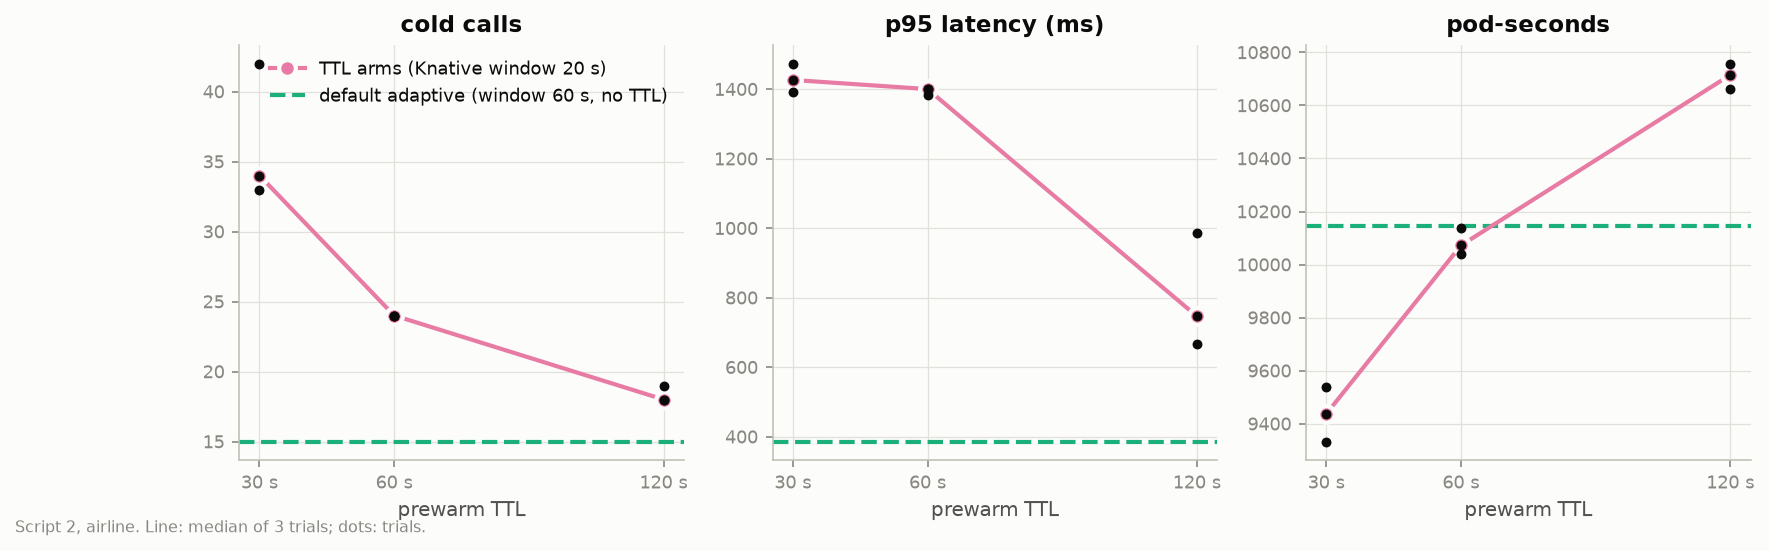 cold calls
TTL arms (Knative window 20 s)
default adaptive (window 60 s, no TTL)
40
35
30
25
20
15
30 s
60 s
120 s
prewarm TTL
p95 latency (ms)
1400
1200
1000
800
600
400
30 s
60 s
120 s
prewarm TTL
pod-seconds
10800
10600
10400
10200
10000
9800
9600
9400
30 s
60 s
120 s
prewarm TTL
Script 2, airline. Line: median of 3 trials; dots: trials.